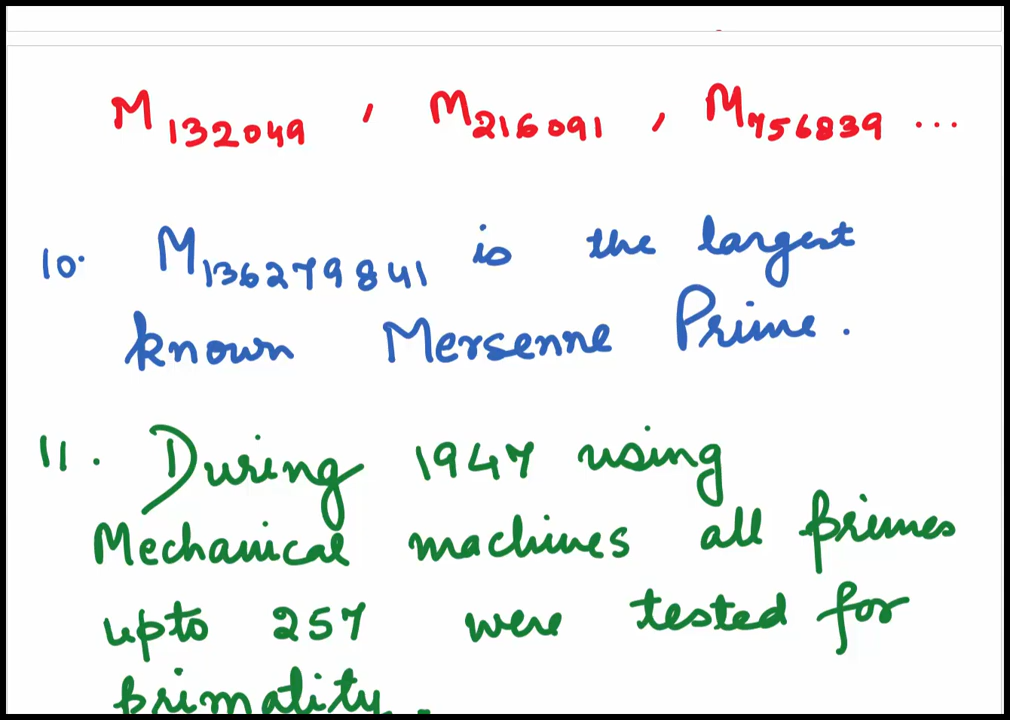 M132049 , M216091 , M756839 ...
10. M136279841 is the largest
known Mersenne Prime.
11. During 1947 using
Mechanical machines all primes
upto 257 were tested for
primality.